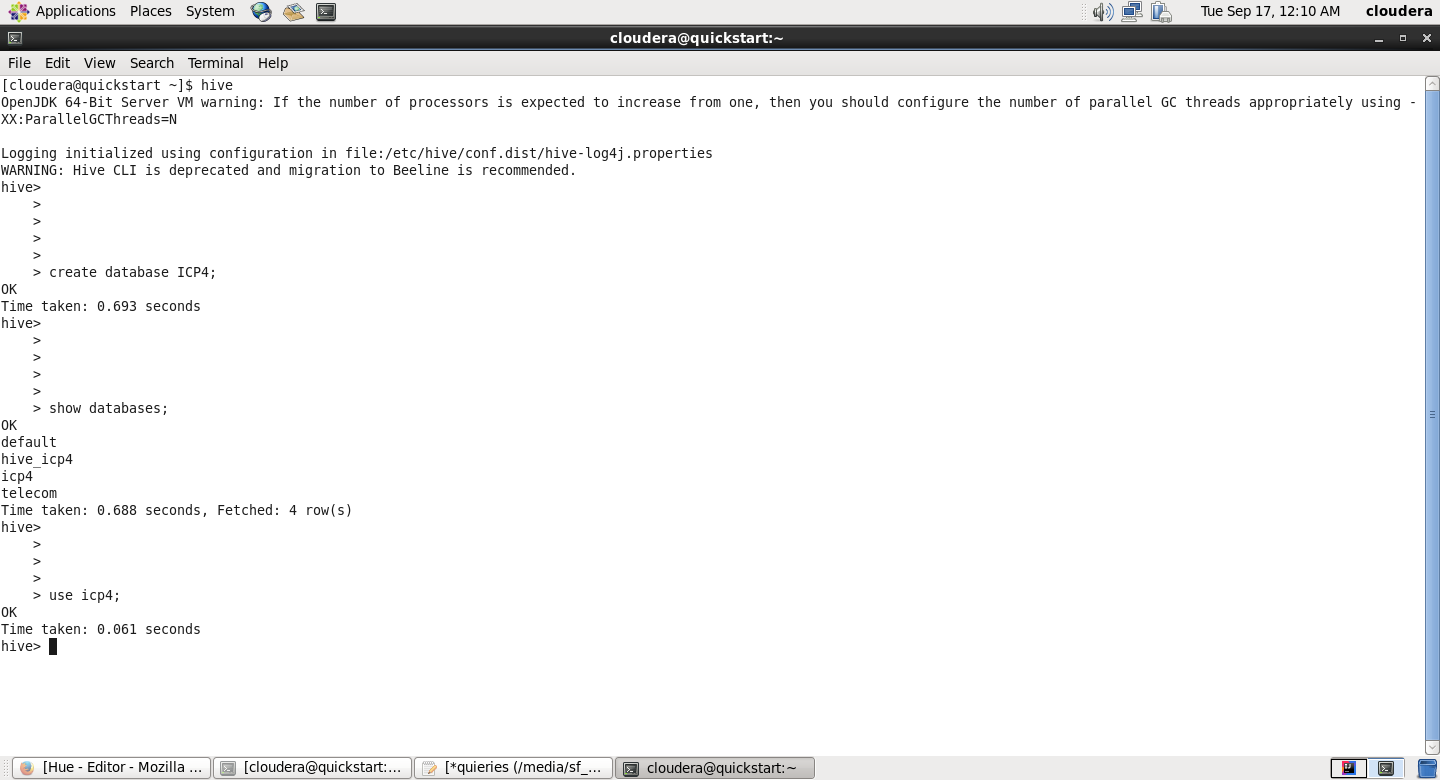 Applications Places System Tue Sep 17, 12:10 AM cloudera
cloudera@quickstart:~
File Edit View Search Terminal Help
[cloudera@quickstart ~]$ hive
OpenJDK 64-Bit Server VM warning: If the number of processors is expected to increase from one, then you should configure the number of parallel GC threads appropriately using -
XX:ParallelGCThreads=N
Logging initialized using configuration in file:/etc/hive/conf.dist/hive-log4j.properties
WARNING: Hive CLI is deprecated and migration to Beeline is recommended.
hive>
>
>
>
>
> create database ICP4;
OK
Time taken: 0.693 seconds
hive>
>
>
>
>
> show databases;
OK
default
hive_icp4
icp4
telecom
Time taken: 0.688 seconds, Fetched: 4 row(s)
hive>
>
>
>
> use icp4;
OK
Time taken: 0.061 seconds
hive>
[Hue - Editor - Mozilla ... [cloudera@quickstart:... [*quieries (/media/sf_... cloudera@quickstart:~